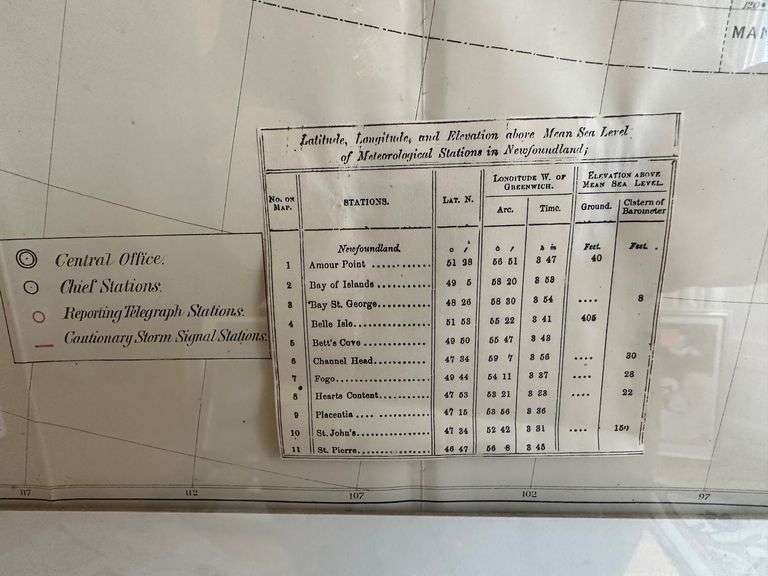 120°
MAN
Latitude, Longitude, and Elevation above Mean Sea Level
of Meteorological Stations in Newfoundland;
No. on Map. STATIONS. Lat. N. Longitude W. of Greenwich. Elevation above Mean Sea Level.
Arc. Time. Ground. Cistern of Barometer
Newfoundland. ° ′ ° ′ h m Feet. Feet.
1 Amour Point ........... 51 28 56 51 3 47 40
2 Bay of Islands ......... 49 5 58 20 3 53
3 Bay St. George......... 48 26 58 30 3 54 .... 8
4 Belle Isle............... 51 53 55 22 3 41 405
5 Bett's Cove ............ 49 50 55 47 3 43
6 Channel Head......... 47 34 59 7 3 56 .... 30
7 Fogo................... 49 44 54 11 3 37 .... 28
8 Hearts Content........ 47 53 53 21 3 33 .... 22
9 Placentia .... ........ 47 15 53 56 3 36
10 St. John's.............. 47 34 52 42 3 31 .... 150
11 St. Pierre.............. 46 47 56 8 3 45
Central Office.
Chief Stations.
Reporting Telegraph Stations.
Cautionary Storm Signal Stations.
117 112 107 102 97